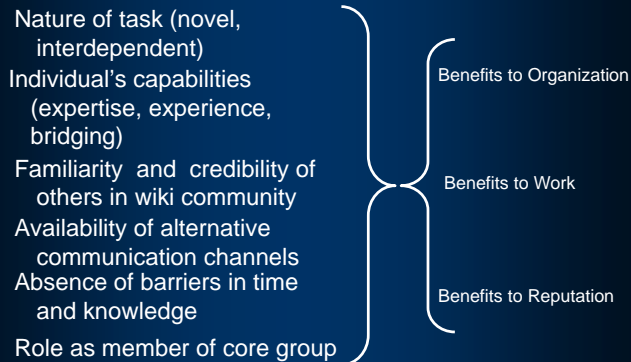 Nature of task (novel,
interdependent)
Individual's capabilities
(expertise, experience,
bridging)
Familiarity and credibility of
others in wiki community
Availability of alternative
communication channels
Absence of barriers in time
and knowledge
Role as member of core group
Benefits to Organization
Benefits to Work
Benefits to Reputation